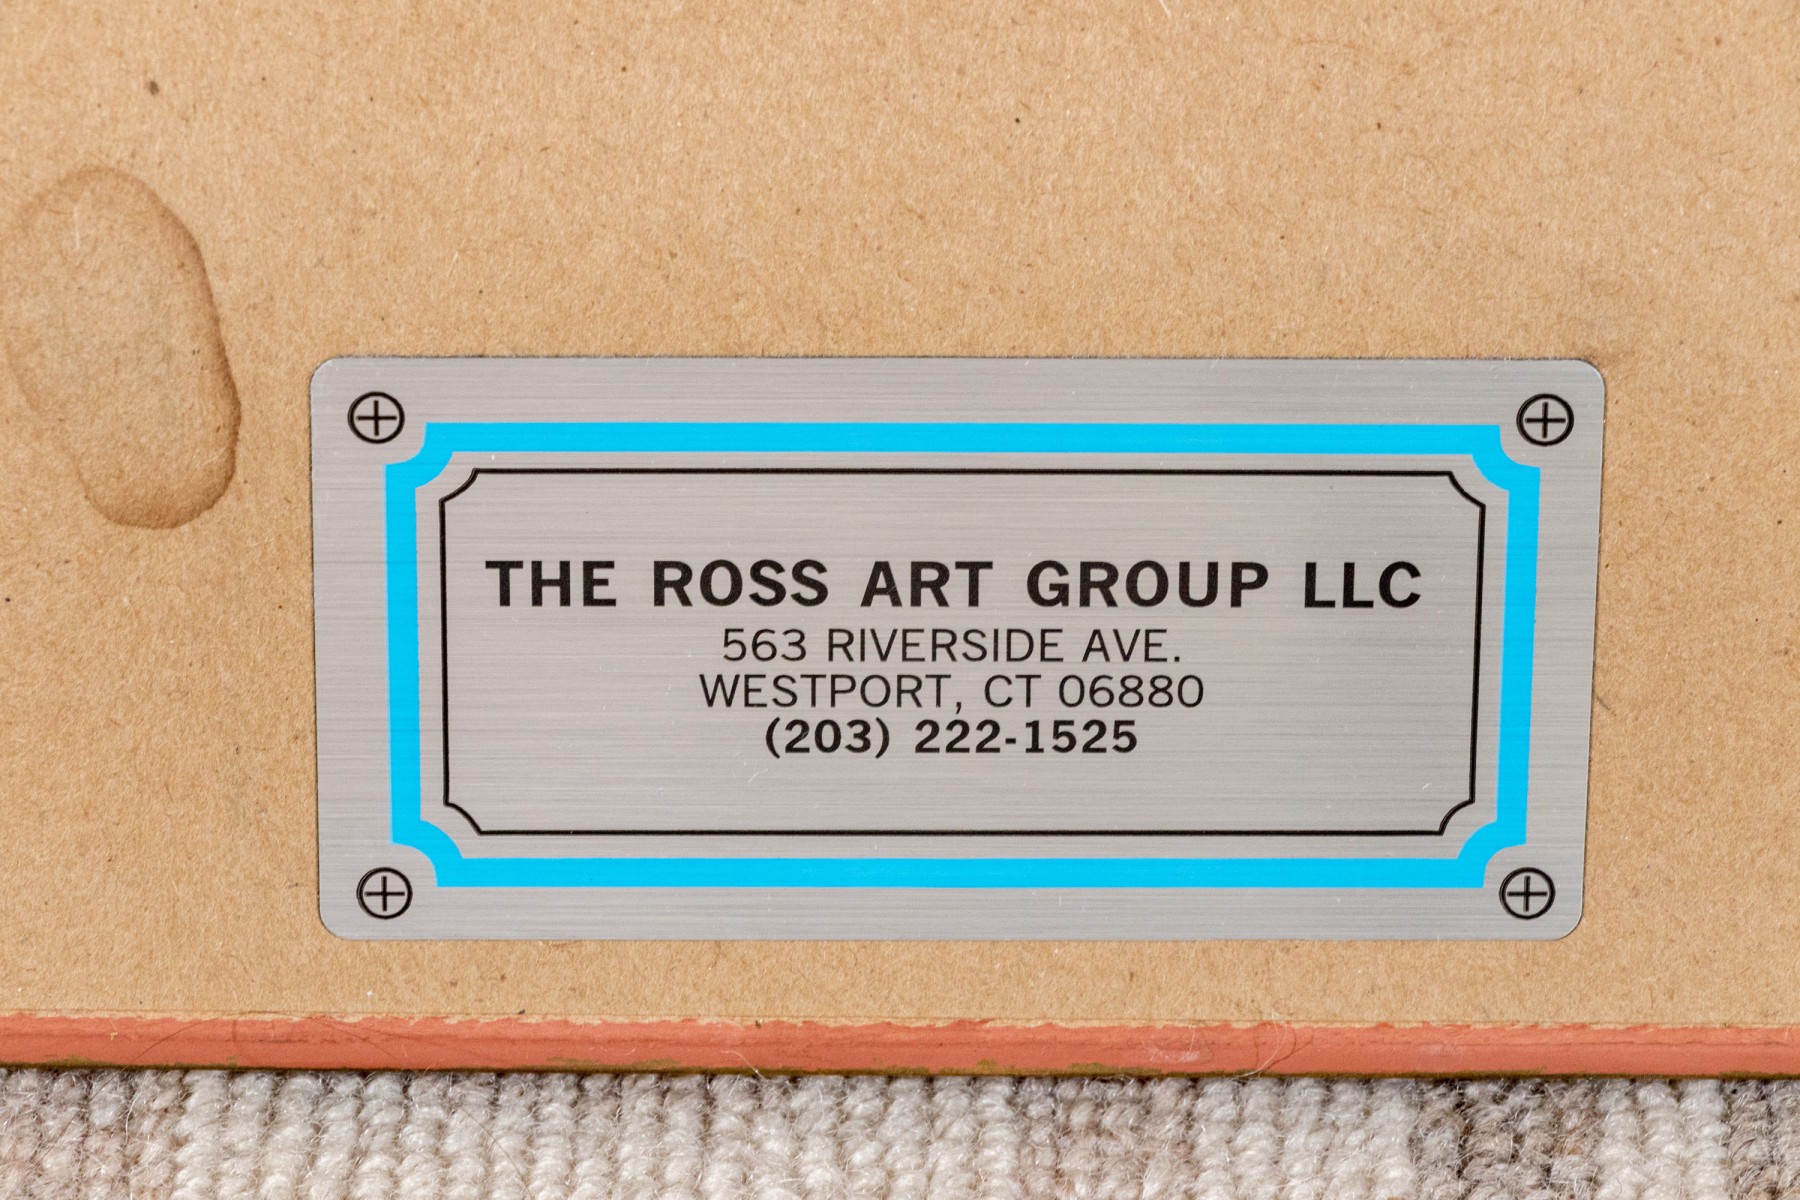 THE ROSS ART GROUP LLC
563 RIVERSIDE AVE.
WESTPORT, CT 06880
(203) 222-1525